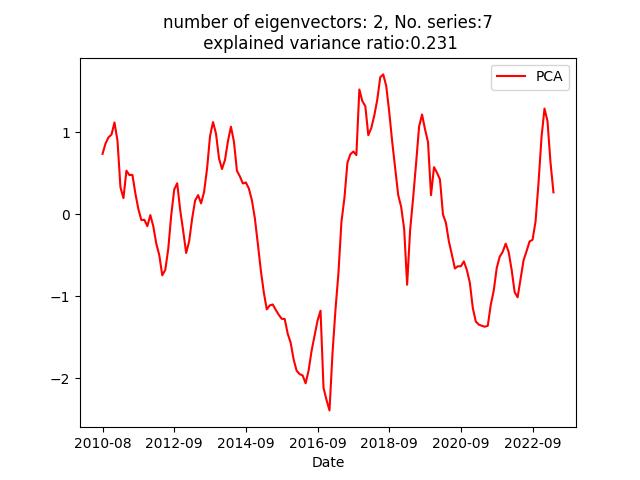 number of eigenvectors: 2, No. series:7
explained variance ratio:0.231
PCA
1
0
−1
−2
2010-08 2012-09 2014-09 2016-09 2018-09 2020-09 2022-09
Date